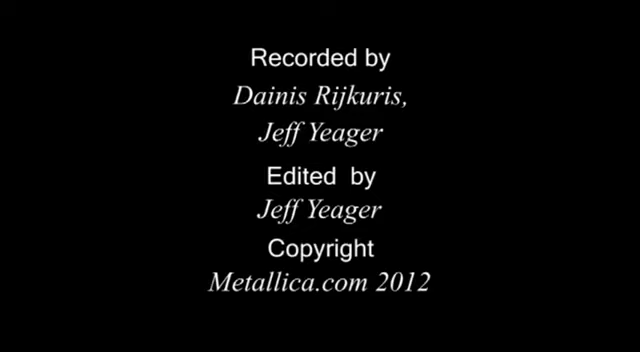 Recorded by
Dainis Rijkuris,
Jeff Yeager
Edited by
Jeff Yeager
Copyright
Metallica.com 2012